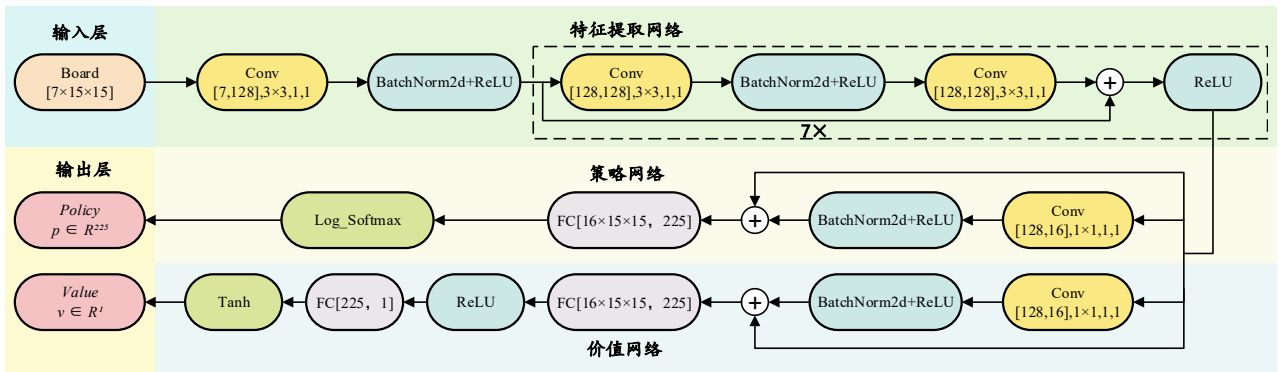 输入层
特征提取网络
Board
[7×15×15]
Conv
[7,128],3×3,1,1
BatchNorm2d+ReLU
Conv
[128,128],3×3,1,1
BatchNorm2d+ReLU
Conv
[128,128],3×3,1,1
+
ReLU
7×
输出层
策略网络
Policy
p ∈ R²²⁵
Log_Softmax
FC[16×15×15, 225]
+
BatchNorm2d+ReLU
Conv
[128,16],1×1,1,1
Value
v ∈ R¹
Tanh
FC[225, 1]
ReLU
FC[16×15×15, 225]
+
BatchNorm2d+ReLU
Conv
[128,16],1×1,1,1
价值网络